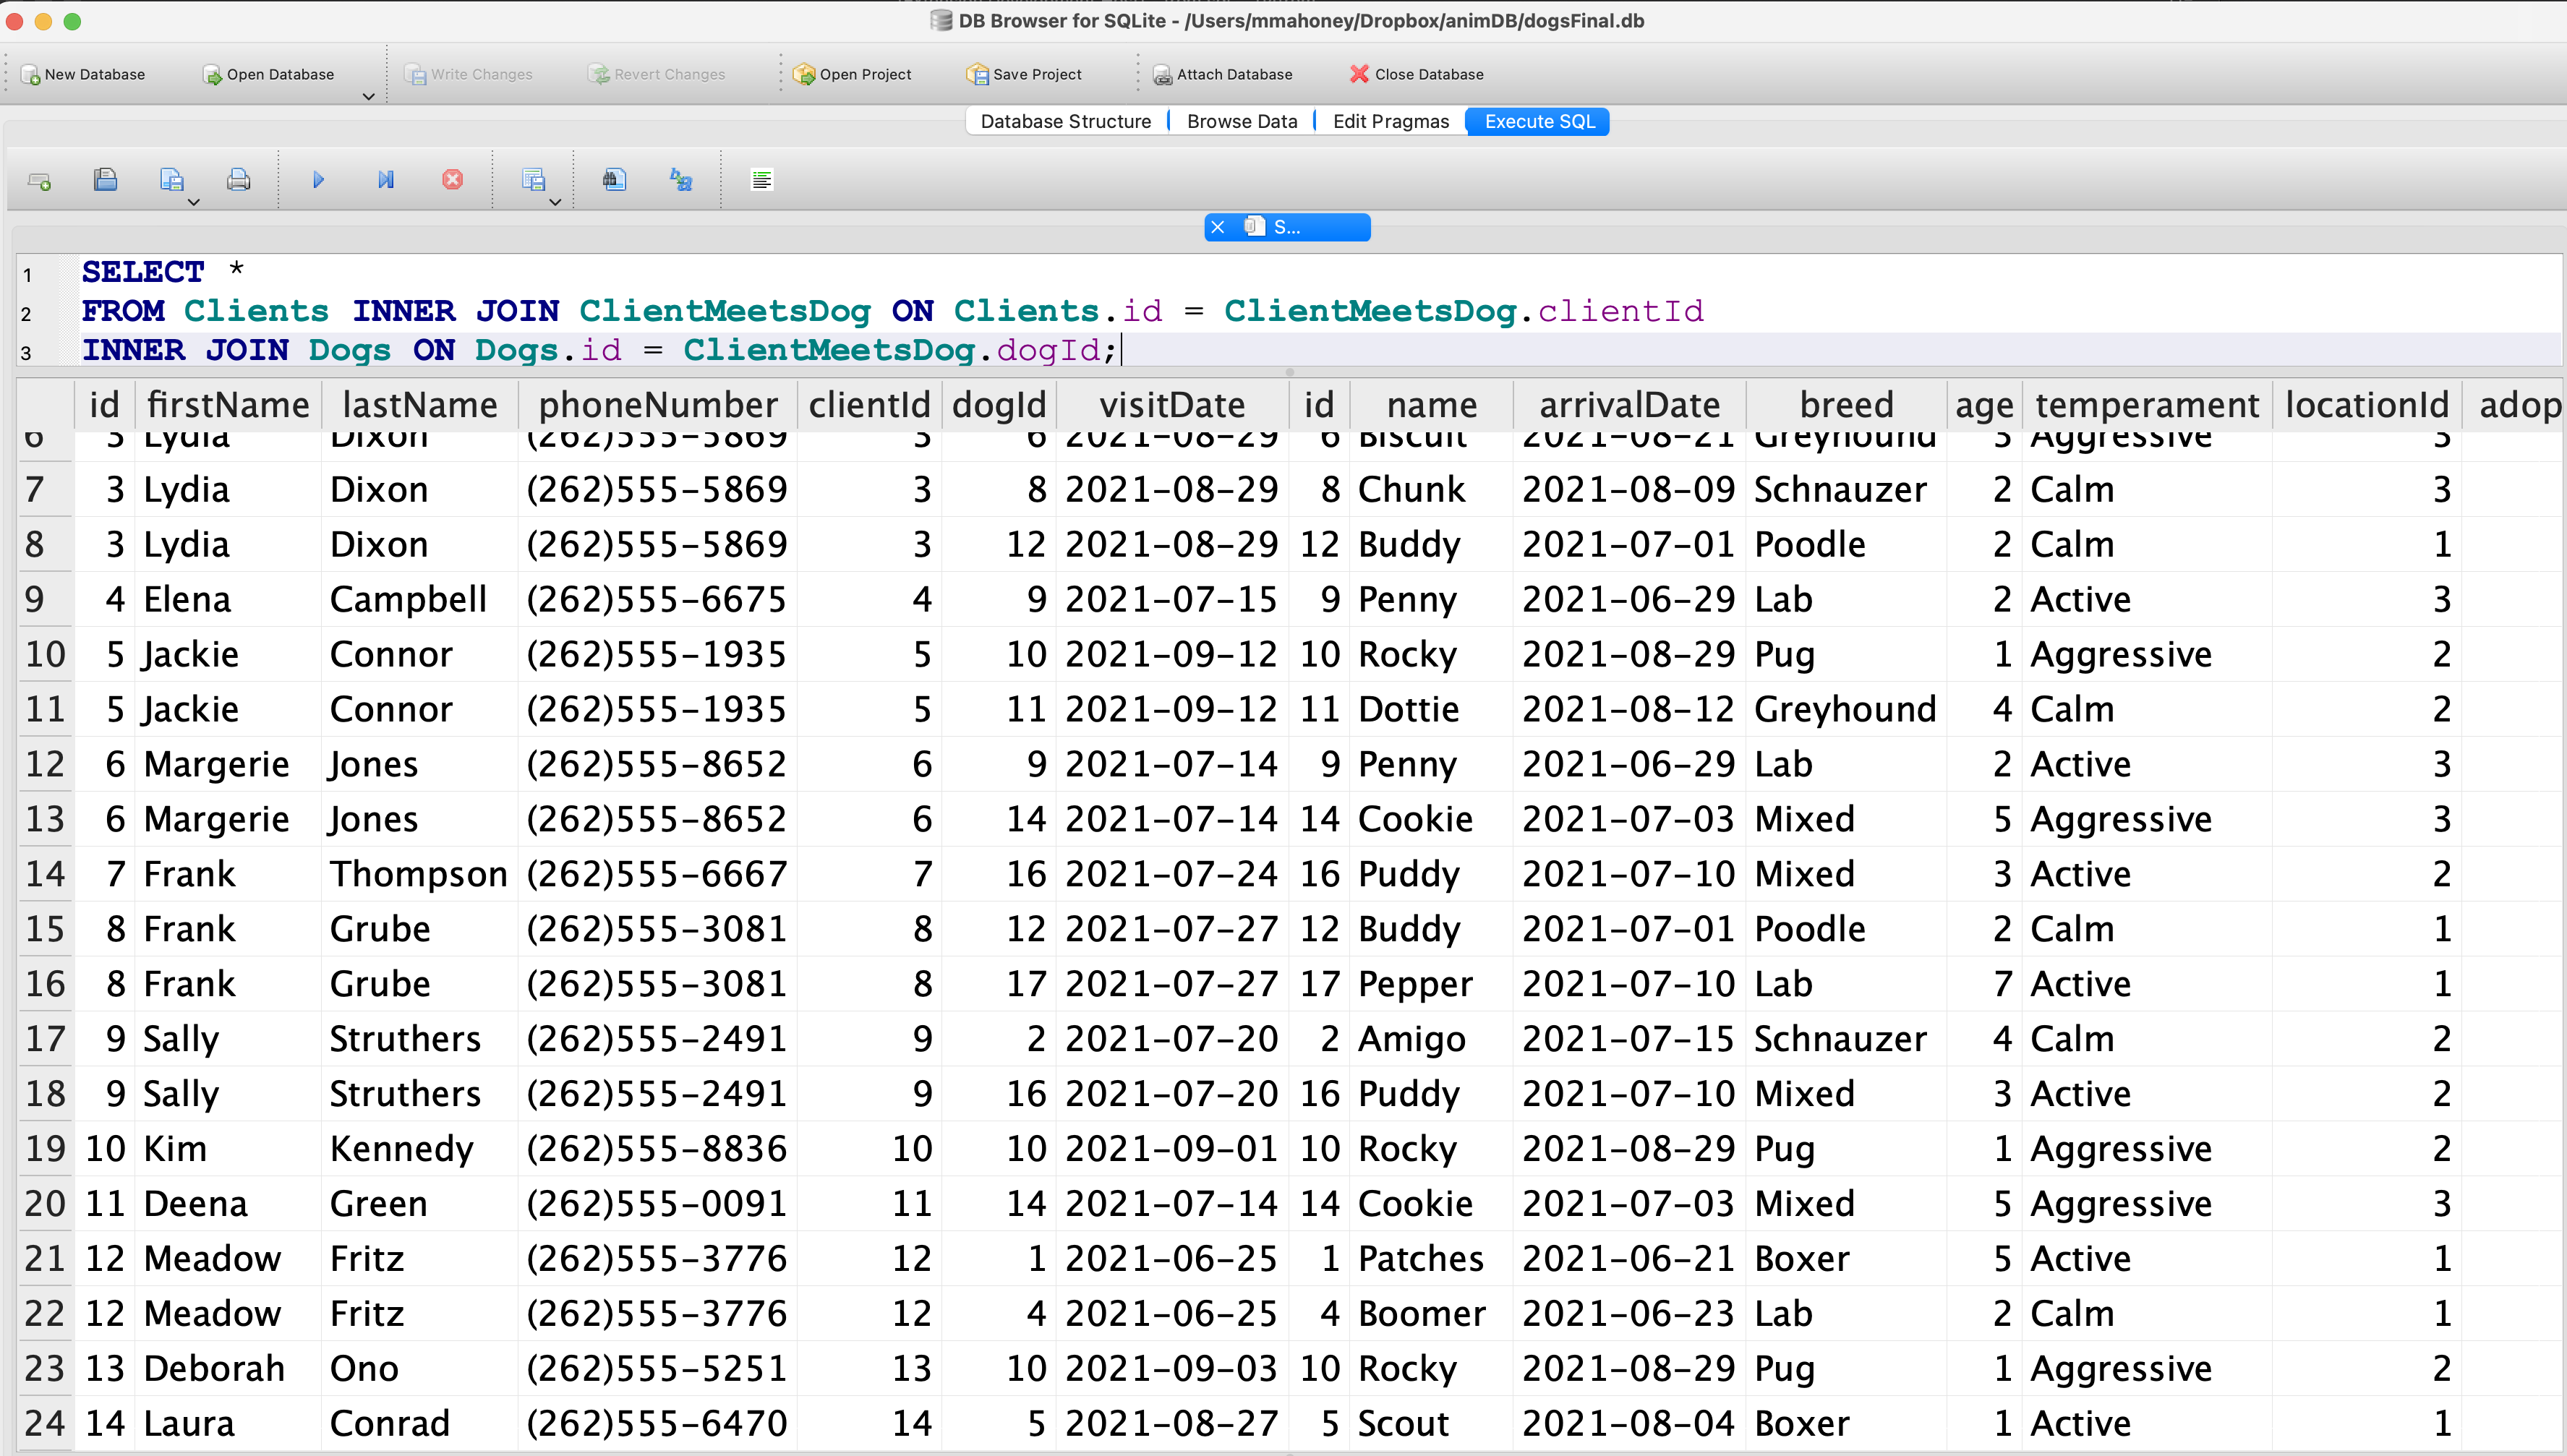 DB Browser for SQLite - /Users/mmahoney/Dropbox/animDB/dogsFinal.db
New Database Open Database Write Changes Revert Changes Open Project Save Project Attach Database Close Database
Database Structure Browse Data Edit Pragmas Execute SQL
S...
1 SELECT *
2 FROM Clients INNER JOIN ClientMeetsDog ON Clients.id = ClientMeetsDog.clientId
3 INNER JOIN Dogs ON Dogs.id = ClientMeetsDog.dogId;
id firstName lastName phoneNumber clientId dogId visitDate id name arrivalDate breed age temperament locationId adop
6 3 Lydia Dixon (262)555-5869 3 6 2021-08-29 6 Biscuit 2021-08-21 Greyhound 3 Aggressive 3
7 3 Lydia Dixon (262)555-5869 3 8 2021-08-29 8 Chunk 2021-08-09 Schnauzer 2 Calm 3
8 3 Lydia Dixon (262)555-5869 3 12 2021-08-29 12 Buddy 2021-07-01 Poodle 2 Calm 1
9 4 Elena Campbell (262)555-6675 4 9 2021-07-15 9 Penny 2021-06-29 Lab 2 Active 3
10 5 Jackie Connor (262)555-1935 5 10 2021-09-12 10 Rocky 2021-08-29 Pug 1 Aggressive 2
11 5 Jackie Connor (262)555-1935 5 11 2021-09-12 11 Dottie 2021-08-12 Greyhound 4 Calm 2
12 6 Margerie Jones (262)555-8652 6 9 2021-07-14 9 Penny 2021-06-29 Lab 2 Active 3
13 6 Margerie Jones (262)555-8652 6 14 2021-07-14 14 Cookie 2021-07-03 Mixed 5 Aggressive 3
14 7 Frank Thompson (262)555-6667 7 16 2021-07-24 16 Puddy 2021-07-10 Mixed 3 Active 2
15 8 Frank Grube (262)555-3081 8 12 2021-07-27 12 Buddy 2021-07-01 Poodle 2 Calm 1
16 8 Frank Grube (262)555-3081 8 17 2021-07-27 17 Pepper 2021-07-10 Lab 7 Active 1
17 9 Sally Struthers (262)555-2491 9 2 2021-07-20 2 Amigo 2021-07-15 Schnauzer 4 Calm 2
18 9 Sally Struthers (262)555-2491 9 16 2021-07-20 16 Puddy 2021-07-10 Mixed 3 Active 2
19 10 Kim Kennedy (262)555-8836 10 10 2021-09-01 10 Rocky 2021-08-29 Pug 1 Aggressive 2
20 11 Deena Green (262)555-0091 11 14 2021-07-14 14 Cookie 2021-07-03 Mixed 5 Aggressive 3
21 12 Meadow Fritz (262)555-3776 12 1 2021-06-25 1 Patches 2021-06-21 Boxer 5 Active 1
22 12 Meadow Fritz (262)555-3776 12 4 2021-06-25 4 Boomer 2021-06-23 Lab 2 Calm 1
23 13 Deborah Ono (262)555-5251 13 10 2021-09-03 10 Rocky 2021-08-29 Pug 1 Aggressive 2
24 14 Laura Conrad (262)555-6470 14 5 2021-08-27 5 Scout 2021-08-04 Boxer 1 Active 1